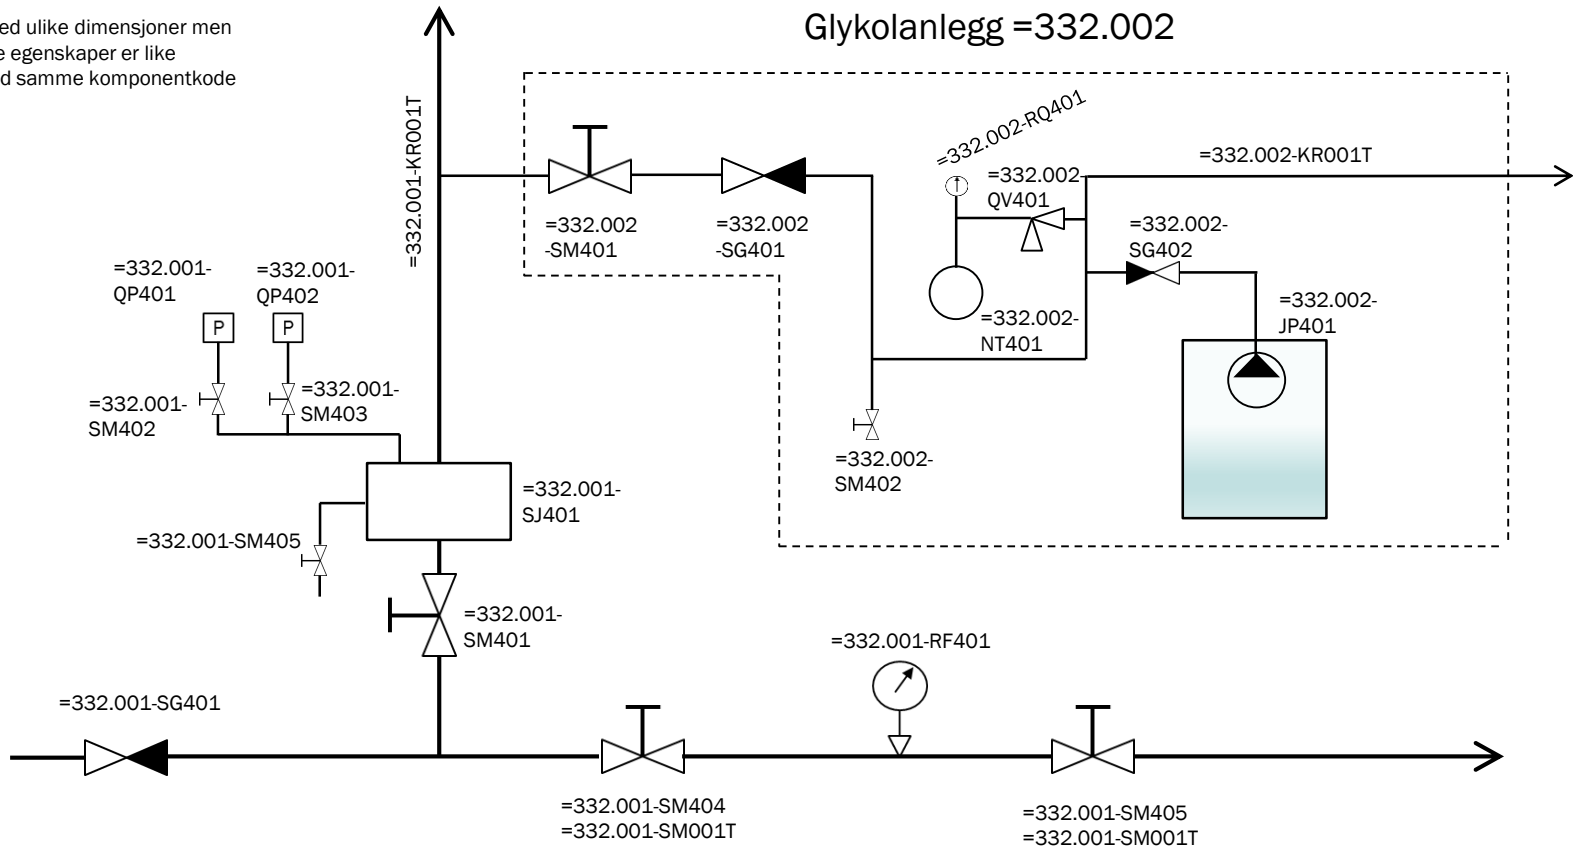 ed ulike dimensjoner men
e egenskaper er like
d samme komponentkode
Glykolanlegg =332.002
=332.001-KR001T
=332.002-RQ401
=332.002-KR001T
=332.002-
QV401
=332.002
-SM401
=332.002
-SG401
=332.002-
SG402
=332.001-
QP401
=332.001-
QP402
P
P
=332.002-
JP401
=332.002-
NT401
=332.001-
SM402
=332.001-
SM403
=332.002-
SM402
=332.001-
SJ401
=332.001-SM405
=332.001-
SM401
=332.001-RF401
=332.001-SG401
=332.001-SM404
=332.001-SM001T
=332.001-SM405
=332.001-SM001T